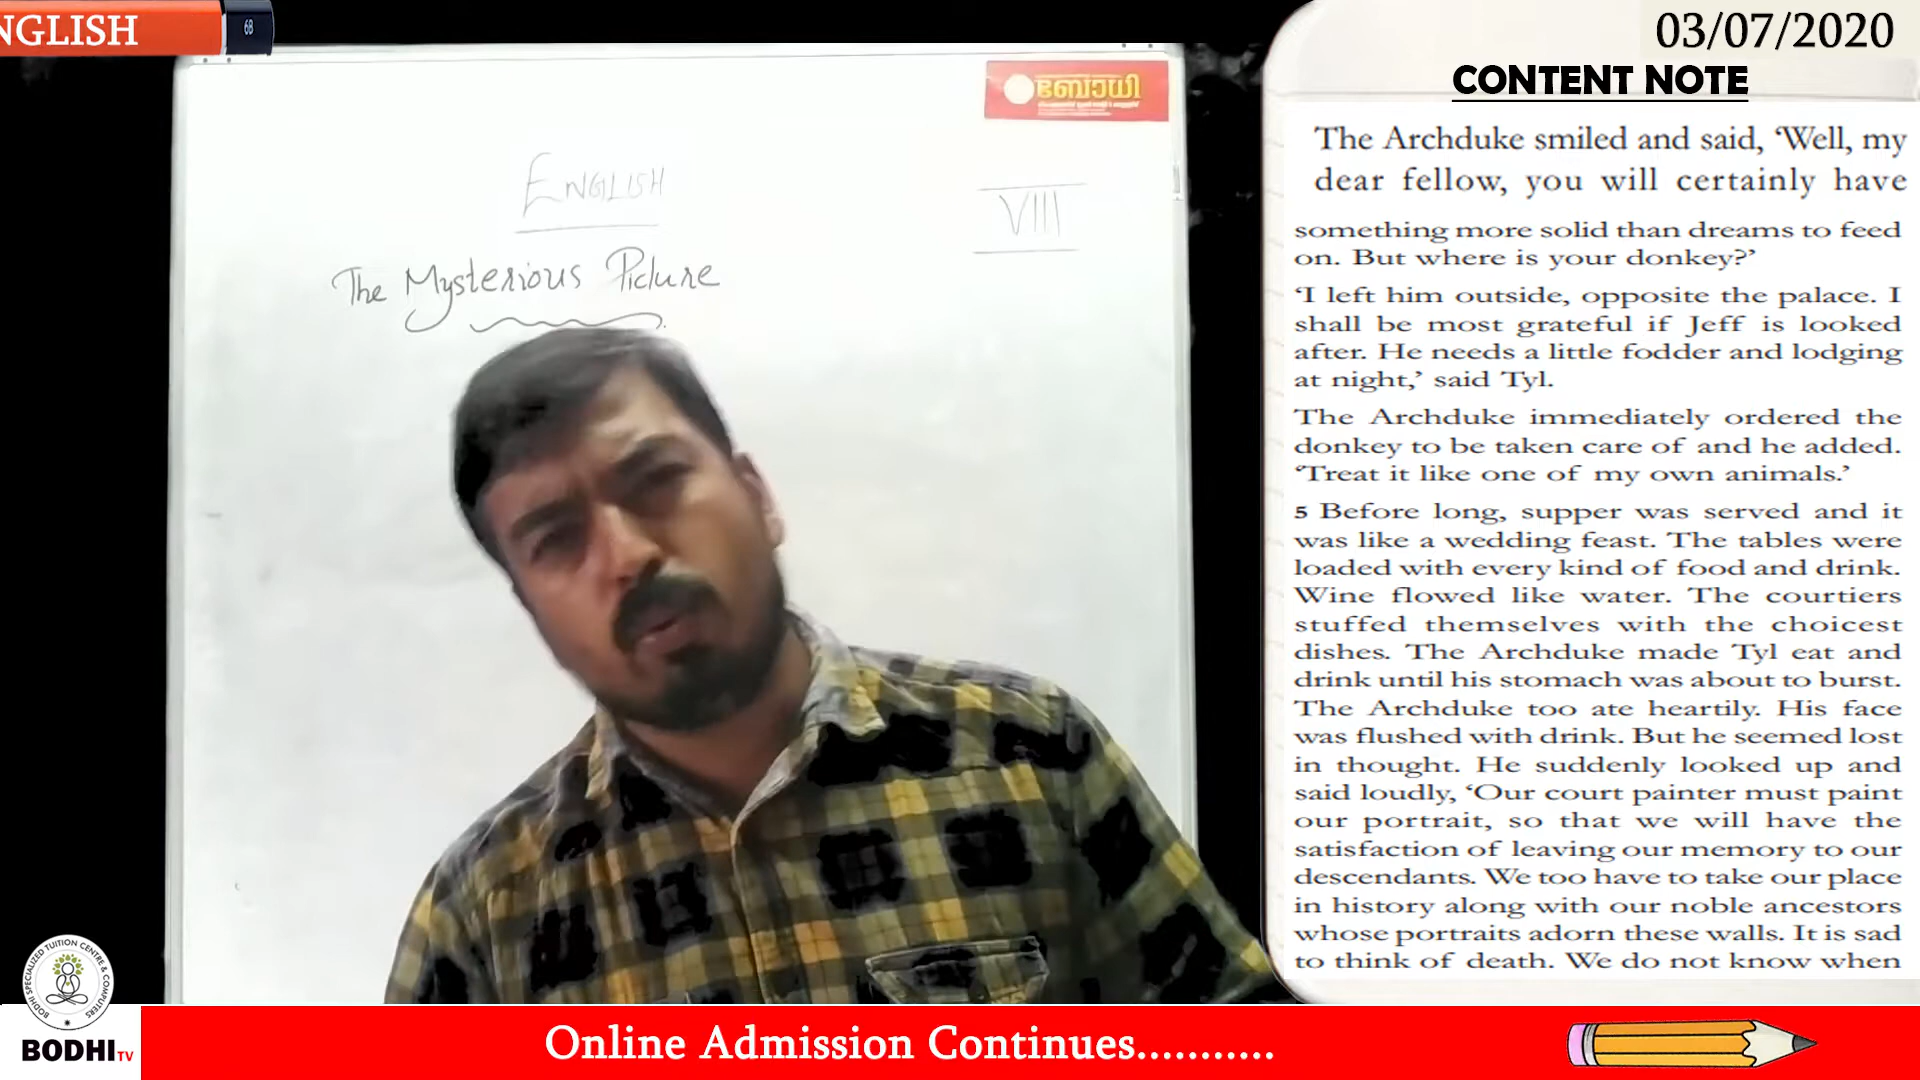 NGLISH
6B
03/07/2020
CONTENT NOTE
ബോധി
ENGLISH
VIII
The Mysterious Picture
The Archduke smiled and said, ‘Well, my
dear fellow, you will certainly have
something more solid than dreams to feed
on. But where is your donkey?’
‘I left him outside, opposite the palace. I
shall be most grateful if Jeff is looked
after. He needs a little fodder and lodging
at night,’ said Tyl.
The Archduke immediately ordered the
donkey to be taken care of and he added.
‘Treat it like one of my own animals.’
5 Before long, supper was served and it
was like a wedding feast. The tables were
loaded with every kind of food and drink.
Wine flowed like water. The courtiers
stuffed themselves with the choicest
dishes. The Archduke made Tyl eat and
drink until his stomach was about to burst.
The Archduke too ate heartily. His face
was flushed with drink. But he seemed lost
in thought. He suddenly looked up and
said loudly, ‘Our court painter must paint
our portrait, so that we will have the
satisfaction of leaving our memory to our
descendants. We too have to take our place
in history along with our noble ancestors
whose portraits adorn these walls. It is sad
to think of death. We do not know when
BODHI SPECIALIZED TUITION CENTRE & COMPUTERS
BODHI TV
Online Admission Continues...........